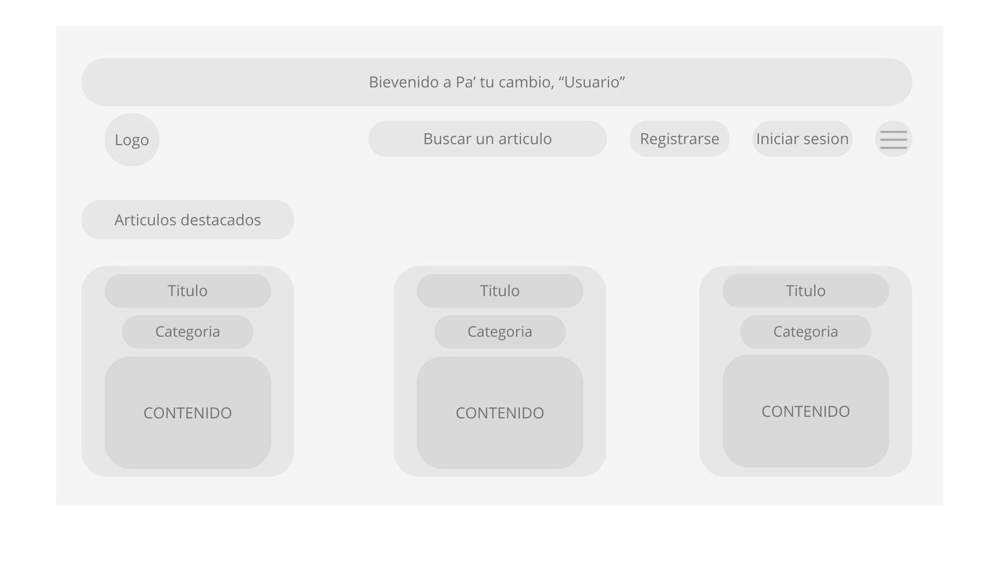 Bievenido a Pa’ tu cambio, “Usuario”
Logo
Buscar un articulo
Registrarse
Iniciar sesion
Articulos destacados
Titulo
Categoria
CONTENIDO
Titulo
Categoria
CONTENIDO
Titulo
Categoria
CONTENIDO